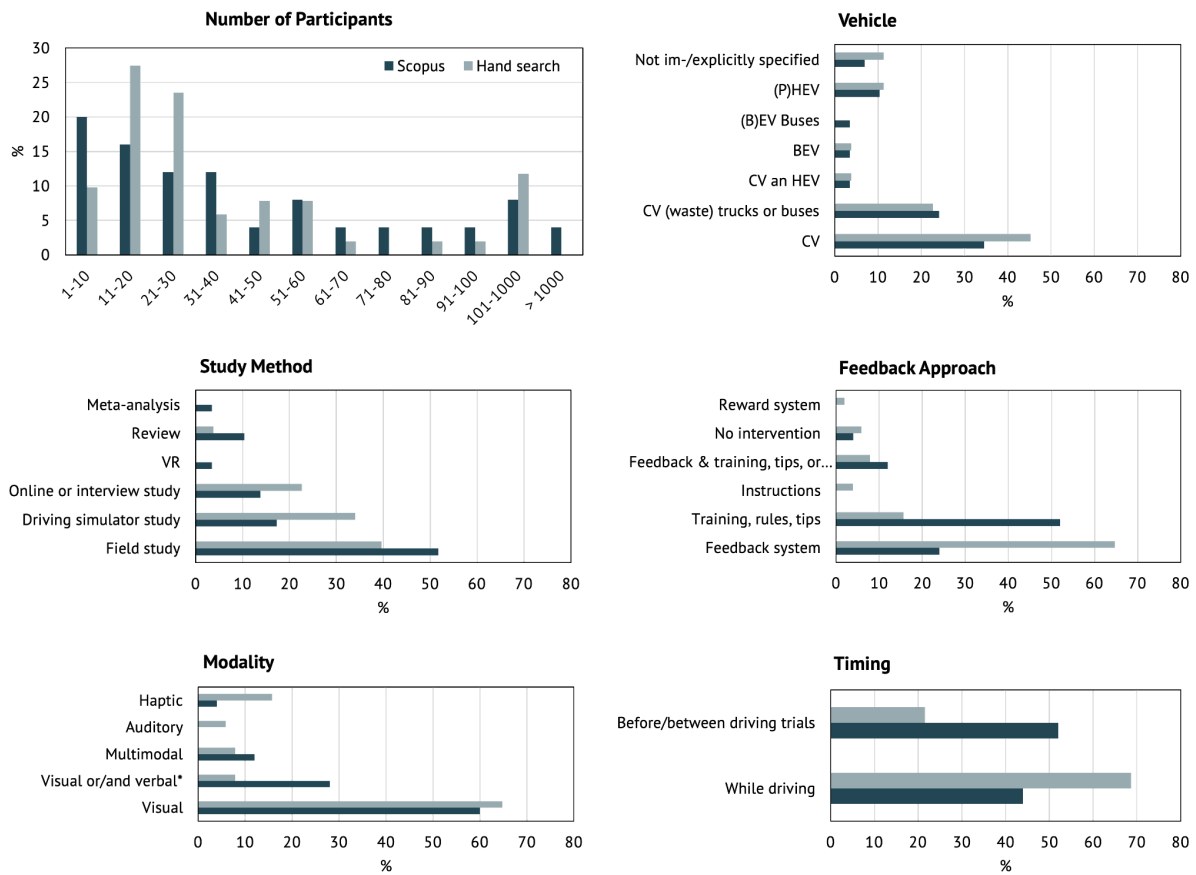 Number of Participants
30
25
20
15
10
5
0
%
Scopus
Hand search
1-10
11-20
21-30
31-40
41-50
51-60
61-70
71-80
81-90
91-100
101-1000
> 1000
Vehicle
Not im-/explicitly specified
(P)HEV
(B)EV Buses
BEV
CV an HEV
CV (waste) trucks or buses
CV
0 10 20 30 40 50 60 70 80
%
Study Method
Meta-analysis
Review
VR
Online or interview study
Driving simulator study
Field study
0 10 20 30 40 50 60 70 80
%
Feedback Approach
Reward system
No intervention
Feedback & training, tips, or...
Instructions
Training, rules, tips
Feedback system
0 10 20 30 40 50 60 70 80
%
Modality
Haptic
Auditory
Multimodal
Visual or/and verbal*
Visual
0 10 20 30 40 50 60 70 80
%
Timing
Before/between driving trials
While driving
0 10 20 30 40 50 60 70 80
%